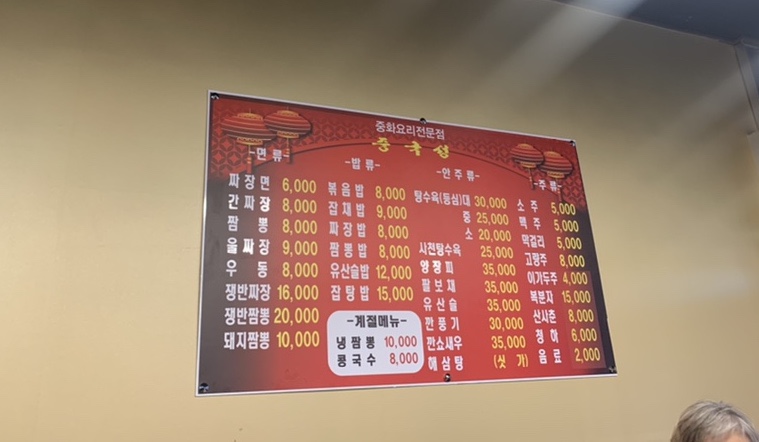 중화요리전문점
중국성
-면 류-
짜장면 6,000
간짜장 8,000
짬 뽕 8,000
울짜장 9,000
우 동 8,000
쟁반짜장 16,000
쟁반짬뽕 20,000
돼지짬뽕 10,000
-밥 류-
볶음밥 8,000
잡채밥 9,000
짜장밥 8,000
짬뽕밥 8,000
유산슬밥 12,000
잡탕밥 15,000
-계절메뉴-
냉짬뽕 10,000
콩국수 8,000
-안 주 류-
탕수육(등심)대 30,000
중 25,000
소 20,000
사천탕수육 25,000
양장피 35,000
팔보채 35,000
유산슬 35,000
깐풍기 30,000
깐쇼새우 35,000
해삼탕 (싯가)
-주 류-
소 주 5,000
맥 주 5,000
막걸리 5,000
고량주 8,000
이가두주 4,000
복분자 15,000
산사춘 8,000
청 하 6,000
음 료 2,000